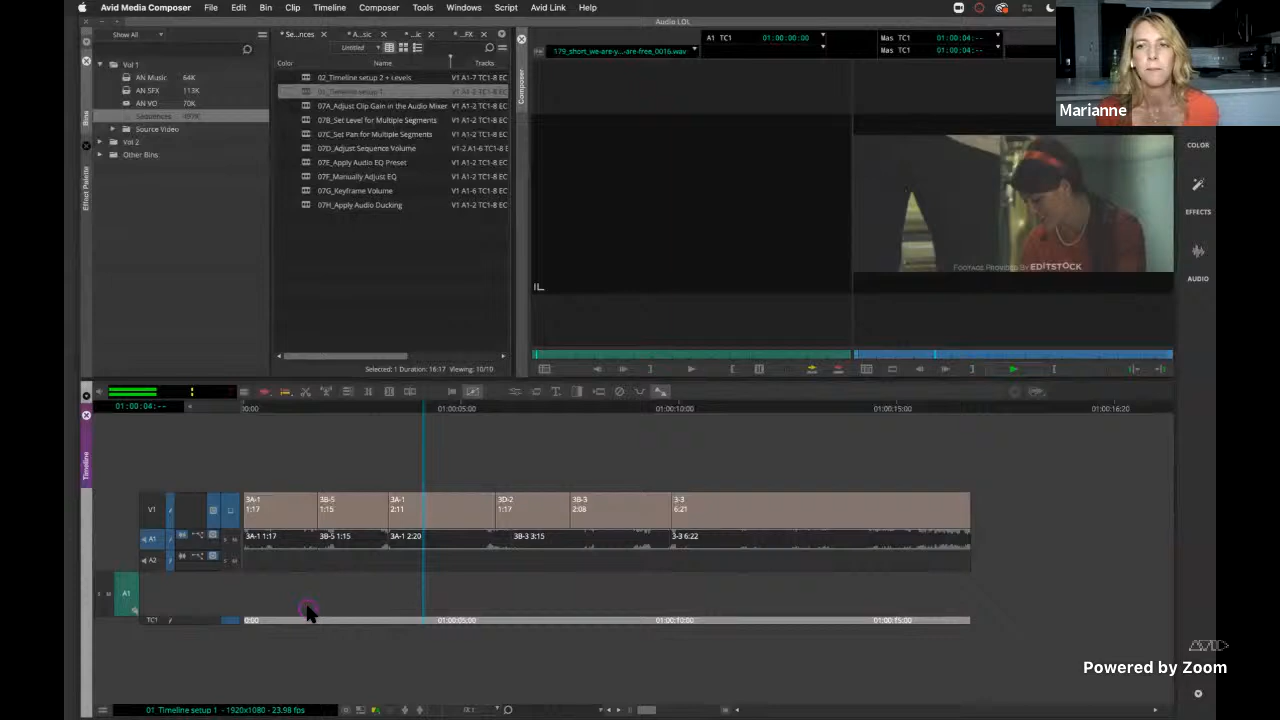 Avid Media Composer File Edit Bin Clip Timeline Composer Tools Windows Script Avid Link Help
Audio LOL
Marianne
Show All
Vol 1
AN Music 64K
AN SFX 113K
AN VO 70K
Sequences
Source Video
Vol 2
Other Bins
Bins
Effect Palette
Se...nces
A...sic
...ic
...FX
Untitled
Color Name Tracks
02_Timeline setup 2 + Levels V1 A1-7 TC1-8 EC
01_Timeline setup 1 V1 A1-2 TC1-8 EC
07A_Adjust Clip Gain in the Audio Mixer V1 A1-2 TC1-8 EC
07B_Set Level for Multiple Segments V1 A1-2 TC1-8 EC
07C_Set Pan for Multiple Segments V1 A1-2 TC1-8 EC
07D_Adjust Sequence Volume V1-2 A1-6 TC1-8 E
07E_Apply Audio EQ Preset V1 A1-2 TC1-8 EC
07F_Manually Adjust EQ V1 A1-2 TC1-8 EC
07G_Keyframe Volume V1 A1-6 TC1-8 EC
07H_Apply Audio Ducking V1 A1-2 TC1-8 EC
Selected: 1 Duration: 16:17 Viewing: 10/10
Composer
179_short_we-are-y...-are-free_0016.wav
A1 TC1 01:00:00:00
Mas TC1 01:00:04:--
Mas TC1 01:00:04:--
FOOTAGE PROVIDED BY EDITSTOCK
COLOR
EFFECTS
AUDIO
Timeline
01:00:04:--
00:00 01:00:05:00 01:00:10:00 01:00:15:00 01:00:16:20
V1
3A-1 3B-5 3A-1 3D-2 3B-3 3-3
1:17 1:15 2:11 1:17 2:08 6:21
A1 3A-1 1:17 3B-5 1:15 3A-1 2:20 3B-3 3:15 3-3 6:22
A2
A1
TC1 0:00 01:00:05:00 01:00:10:00 01:00:15:00
01_Timeline setup 1 - 1920x1080 - 23.98 fps
AVID
Powered by Zoom